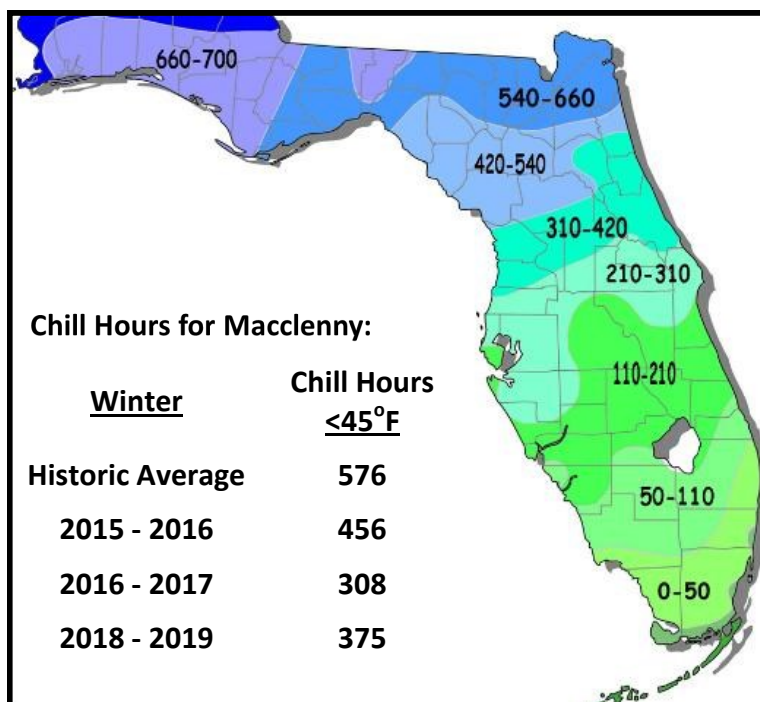 660-700
540-660
420-540
310-420
210-310
110-210
50-110
0-50
Chill Hours for Macclenny:
Winter Chill Hours <45°F
Historic Average 576
2015 - 2016 456
2016 - 2017 308
2018 - 2019 375